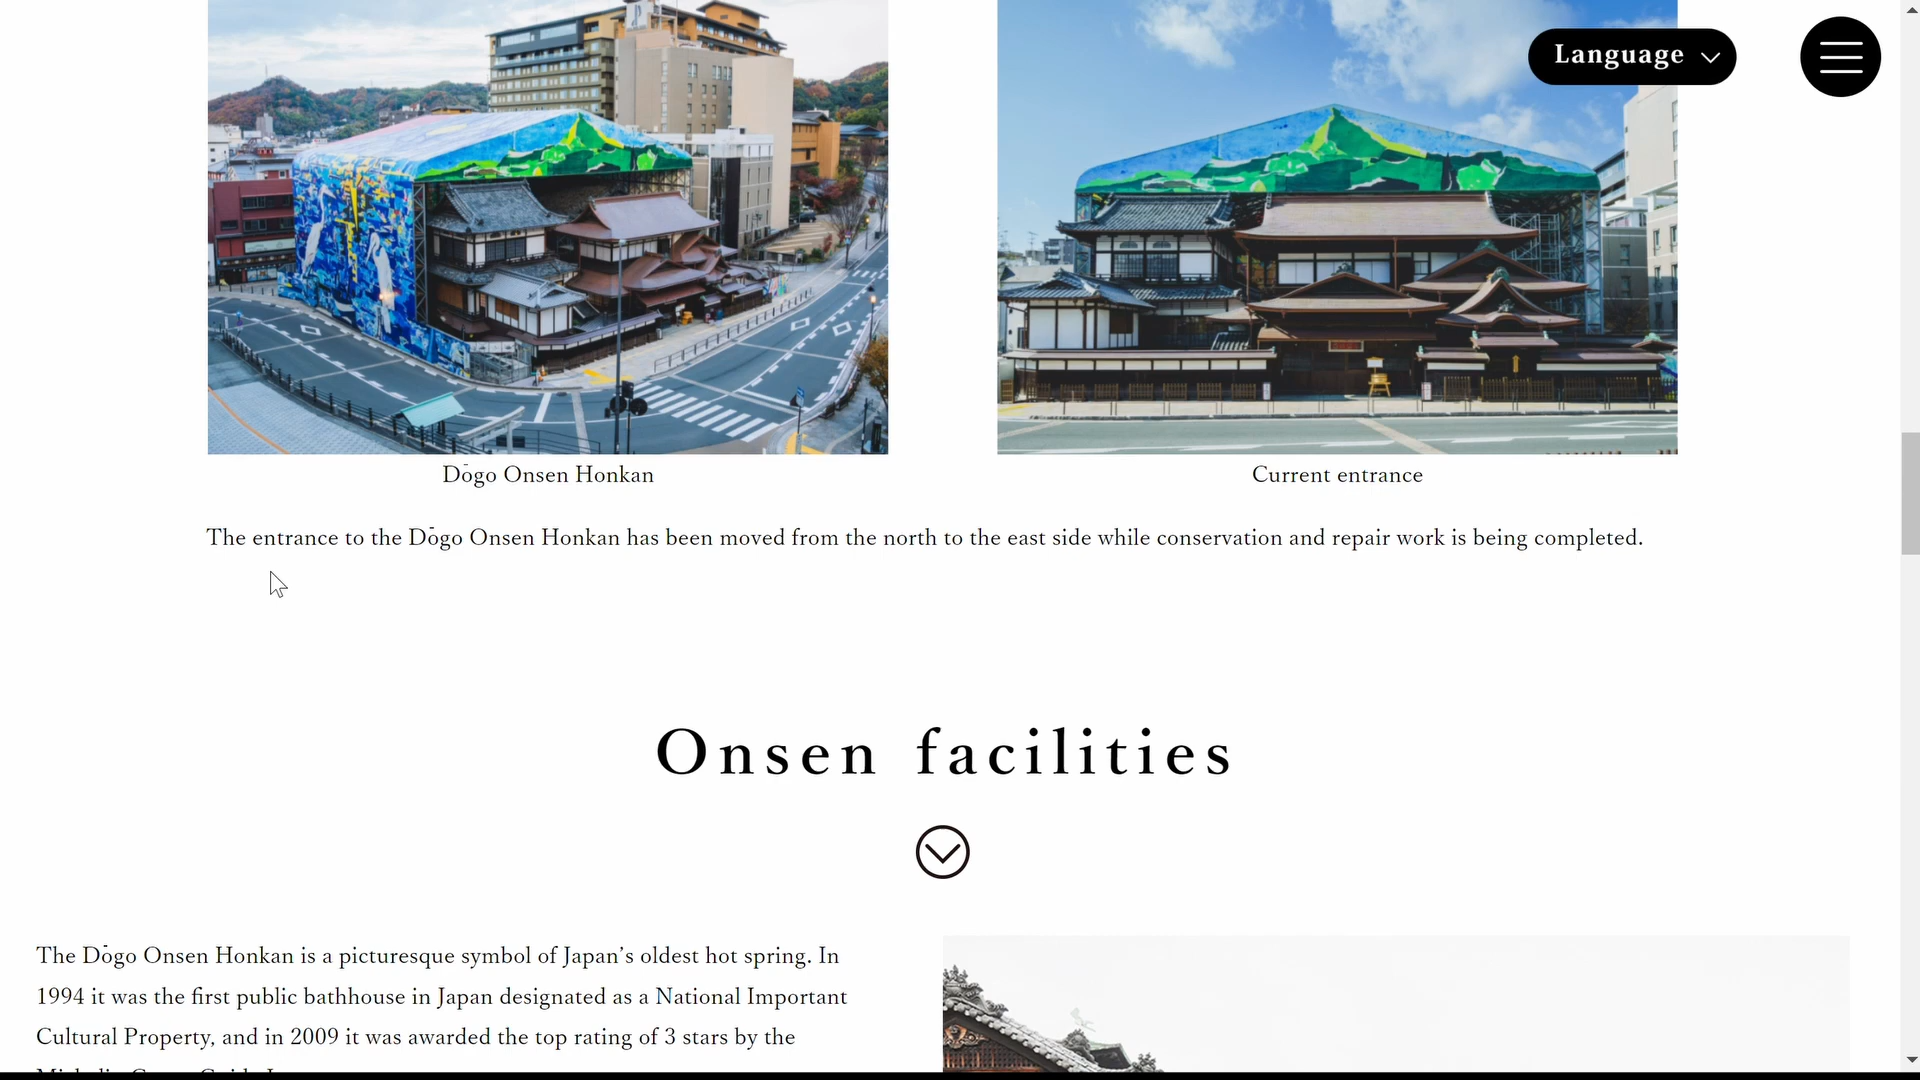 Language
Dōgo Onsen Honkan
Current entrance
The entrance to the Dōgo Onsen Honkan has been moved from the north to the east side while conservation and repair work is being completed.
Onsen facilities
The Dōgo Onsen Honkan is a picturesque symbol of Japan’s oldest hot spring. In
1994 it was the first public bathhouse in Japan designated as a National Important
Cultural Property, and in 2009 it was awarded the top rating of 3 stars by the